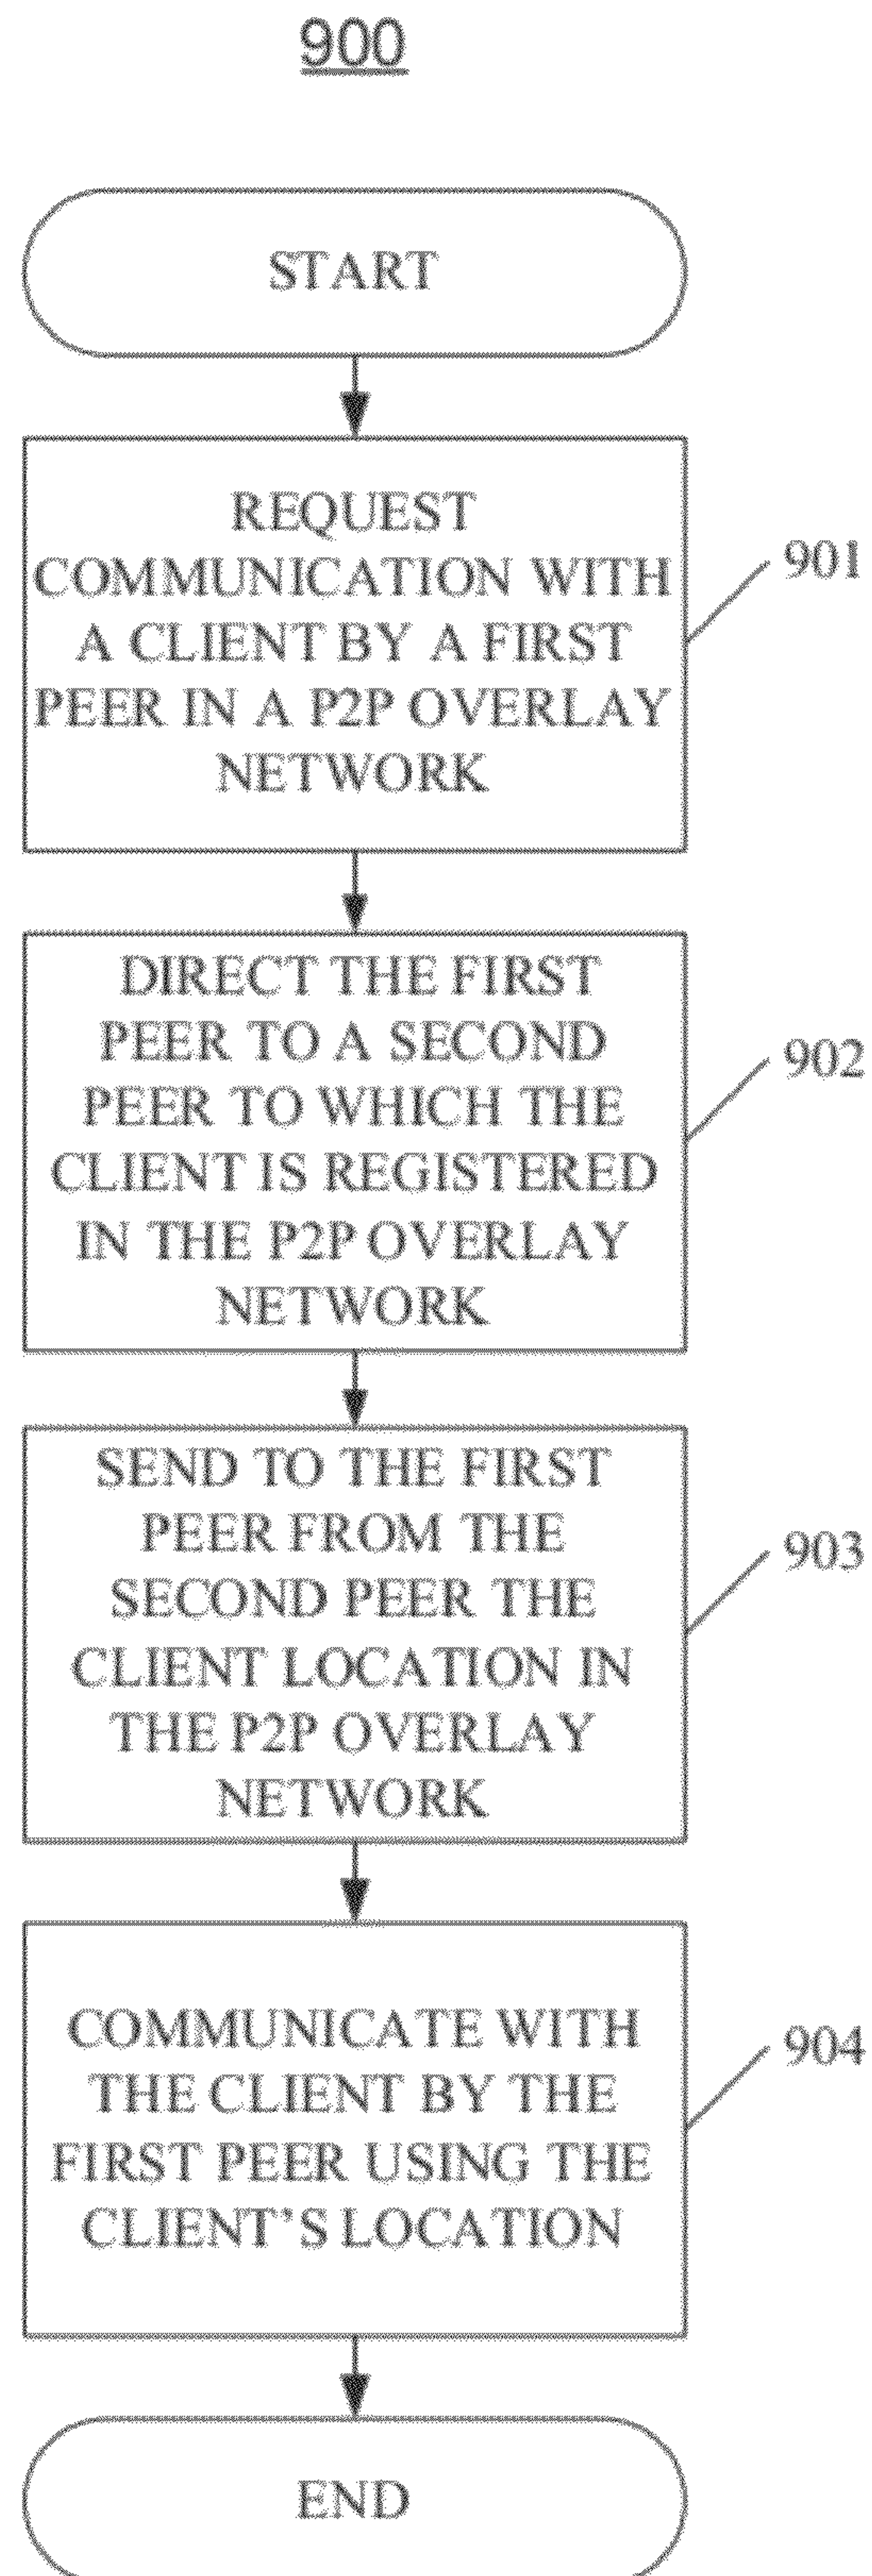 900
START
REQUEST
COMMUNICATION WITH
A CLIENT BY A FIRST
PEER IN A P2P OVERLAY
NETWORK
901
DIRECT THE FIRST
PEER TO A SECOND
PEER TO WHICH THE
CLIENT IS REGISTERED
IN THE P2P OVERLAY
NETWORK
902
SEND TO THE FIRST
PEER FROM THE
SECOND PEER THE
CLIENT LOCATION IN
THE P2P OVERLAY
NETWORK
903
COMMUNICATE WITH
THE CLIENT BY THE
FIRST PEER USING THE
CLIENT'S LOCATION
904
END